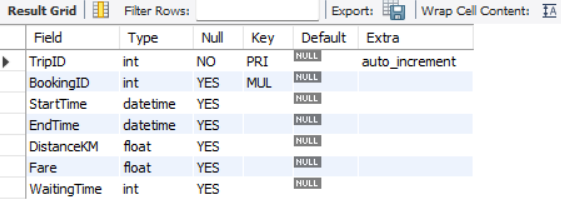 Result Grid Filter Rows: Export: Wrap Cell Content: IA
Field Type Null Key Default Extra
TripID int NO PRI NULL auto_increment
BookingID int YES MUL NULL
StartTime datetime YES NULL
EndTime datetime YES NULL
DistanceKM float YES NULL
Fare float YES NULL
WaitingTime int YES NULL